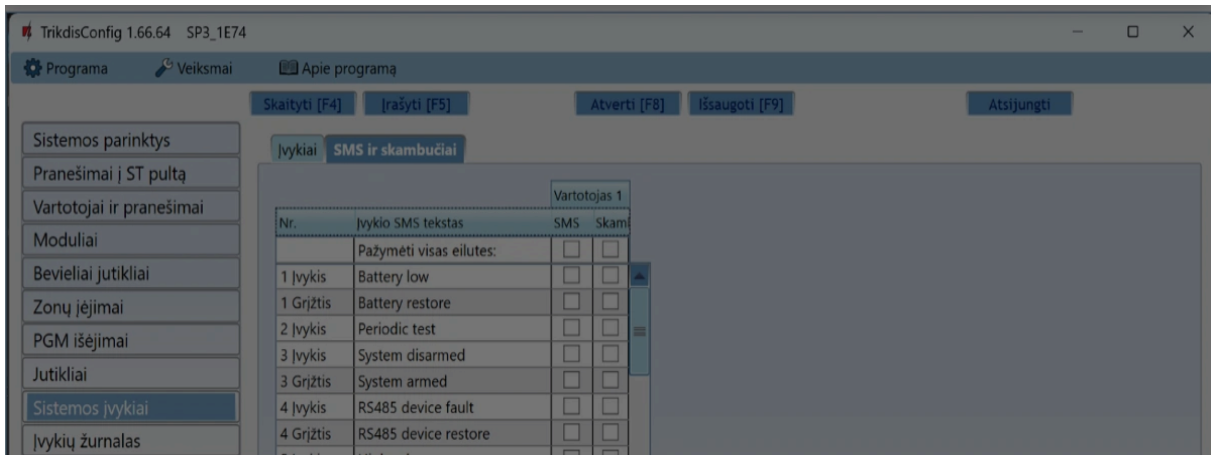 TrikdisConfig 1.66.64 SP3_1E74
Programa Veiksmai Apie programą
Skaityti [F4] Įrašyti [F5] Atverti [F8] Išsaugoti [F9] Atsijungti
Sistemos parinktys
Pranešimai į ST pultą
Vartotojai ir pranešimai
Moduliai
Bevieliai jutikliai
Zonų įėjimai
PGM išėjimai
Jutikliai
Sistemos įvykiai
Įvykių žurnalas
Įvykiai SMS ir skambučiai
Vartotojas 1
Nr. Įvykio SMS tekstas SMS Skamb
Pažymėti visas eilutes:
1 Įvykis Battery low
1 Grįžtis Battery restore
2 Įvykis Periodic test
3 Įvykis System disarmed
3 Grįžtis System armed
4 Įvykis RS485 device fault
4 Grįžtis RS485 device restore